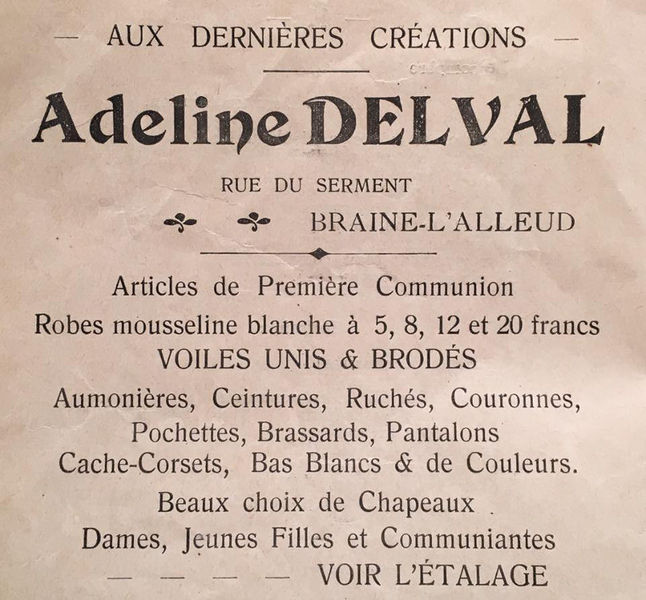 — AUX DERNIÈRES CRÉATIONS —
Adeline DELVAL
RUE DU SERMENT
BRAINE-L'ALLEUD
Articles de Première Communion
Robes mousseline blanche à 5, 8, 12 et 20 francs
VOILES UNIS & BRODÉS
Aumonières, Ceintures, Ruchés, Couronnes,
Pochettes, Brassards, Pantalons
Cache-Corsets, Bas Blancs & de Couleurs.
Beaux choix de Chapeaux
Dames, Jeunes Filles et Communiantes
— — — — VOIR L'ÉTALAGE